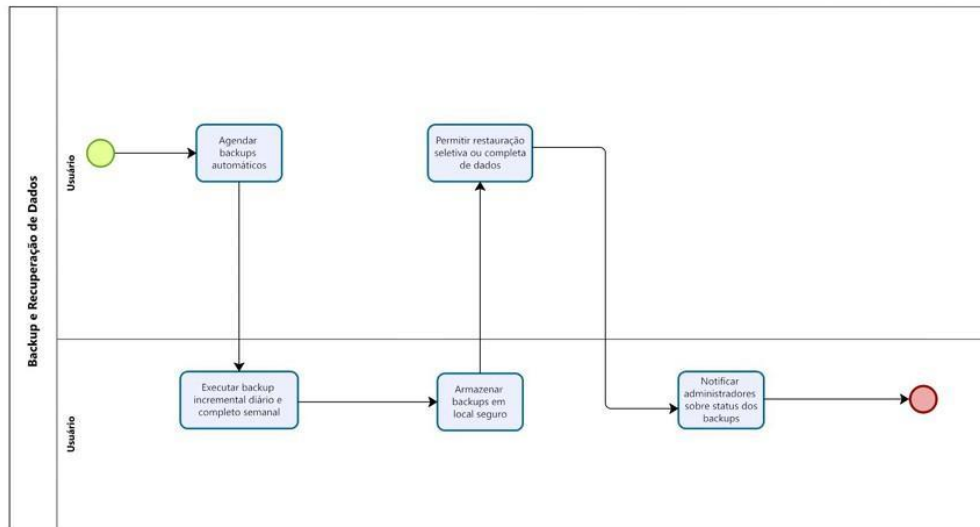 Backup e Recuperação de Dados
Usuário
Agendar
backups
automáticos
Permitir restauração
seletiva ou completa
de dados
Usuário
Executar backup
incremental diário e
completo semanal
Armazenar
backups em
local seguro
Notificar
administradores
sobre status dos
backups